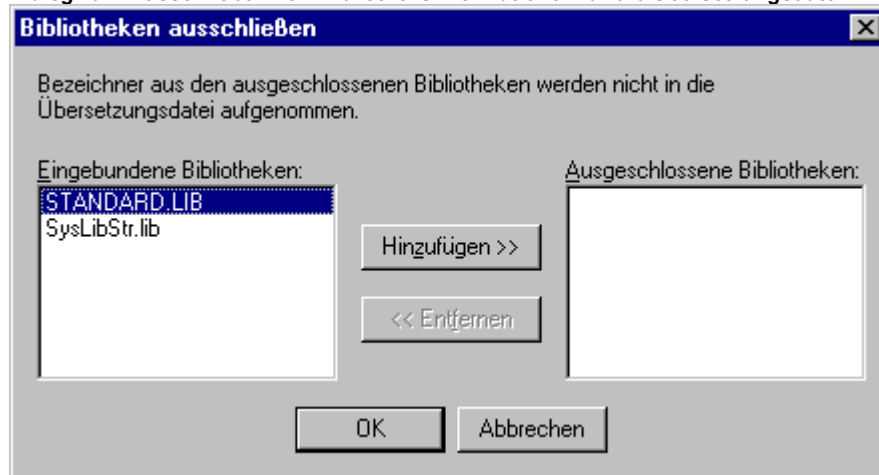 Bibliotheken ausschließen
Bezeichner aus den ausgeschlossenen Bibliotheken werden nicht in die
Übersetzungsdatei aufgenommen.
Eingebundene Bibliotheken:
Ausgeschlossene Bibliotheken:
STANDARD.LIB
SysLibStr.lib
Hinzufügen >>
<< Entfernen
OK
Abbrechen